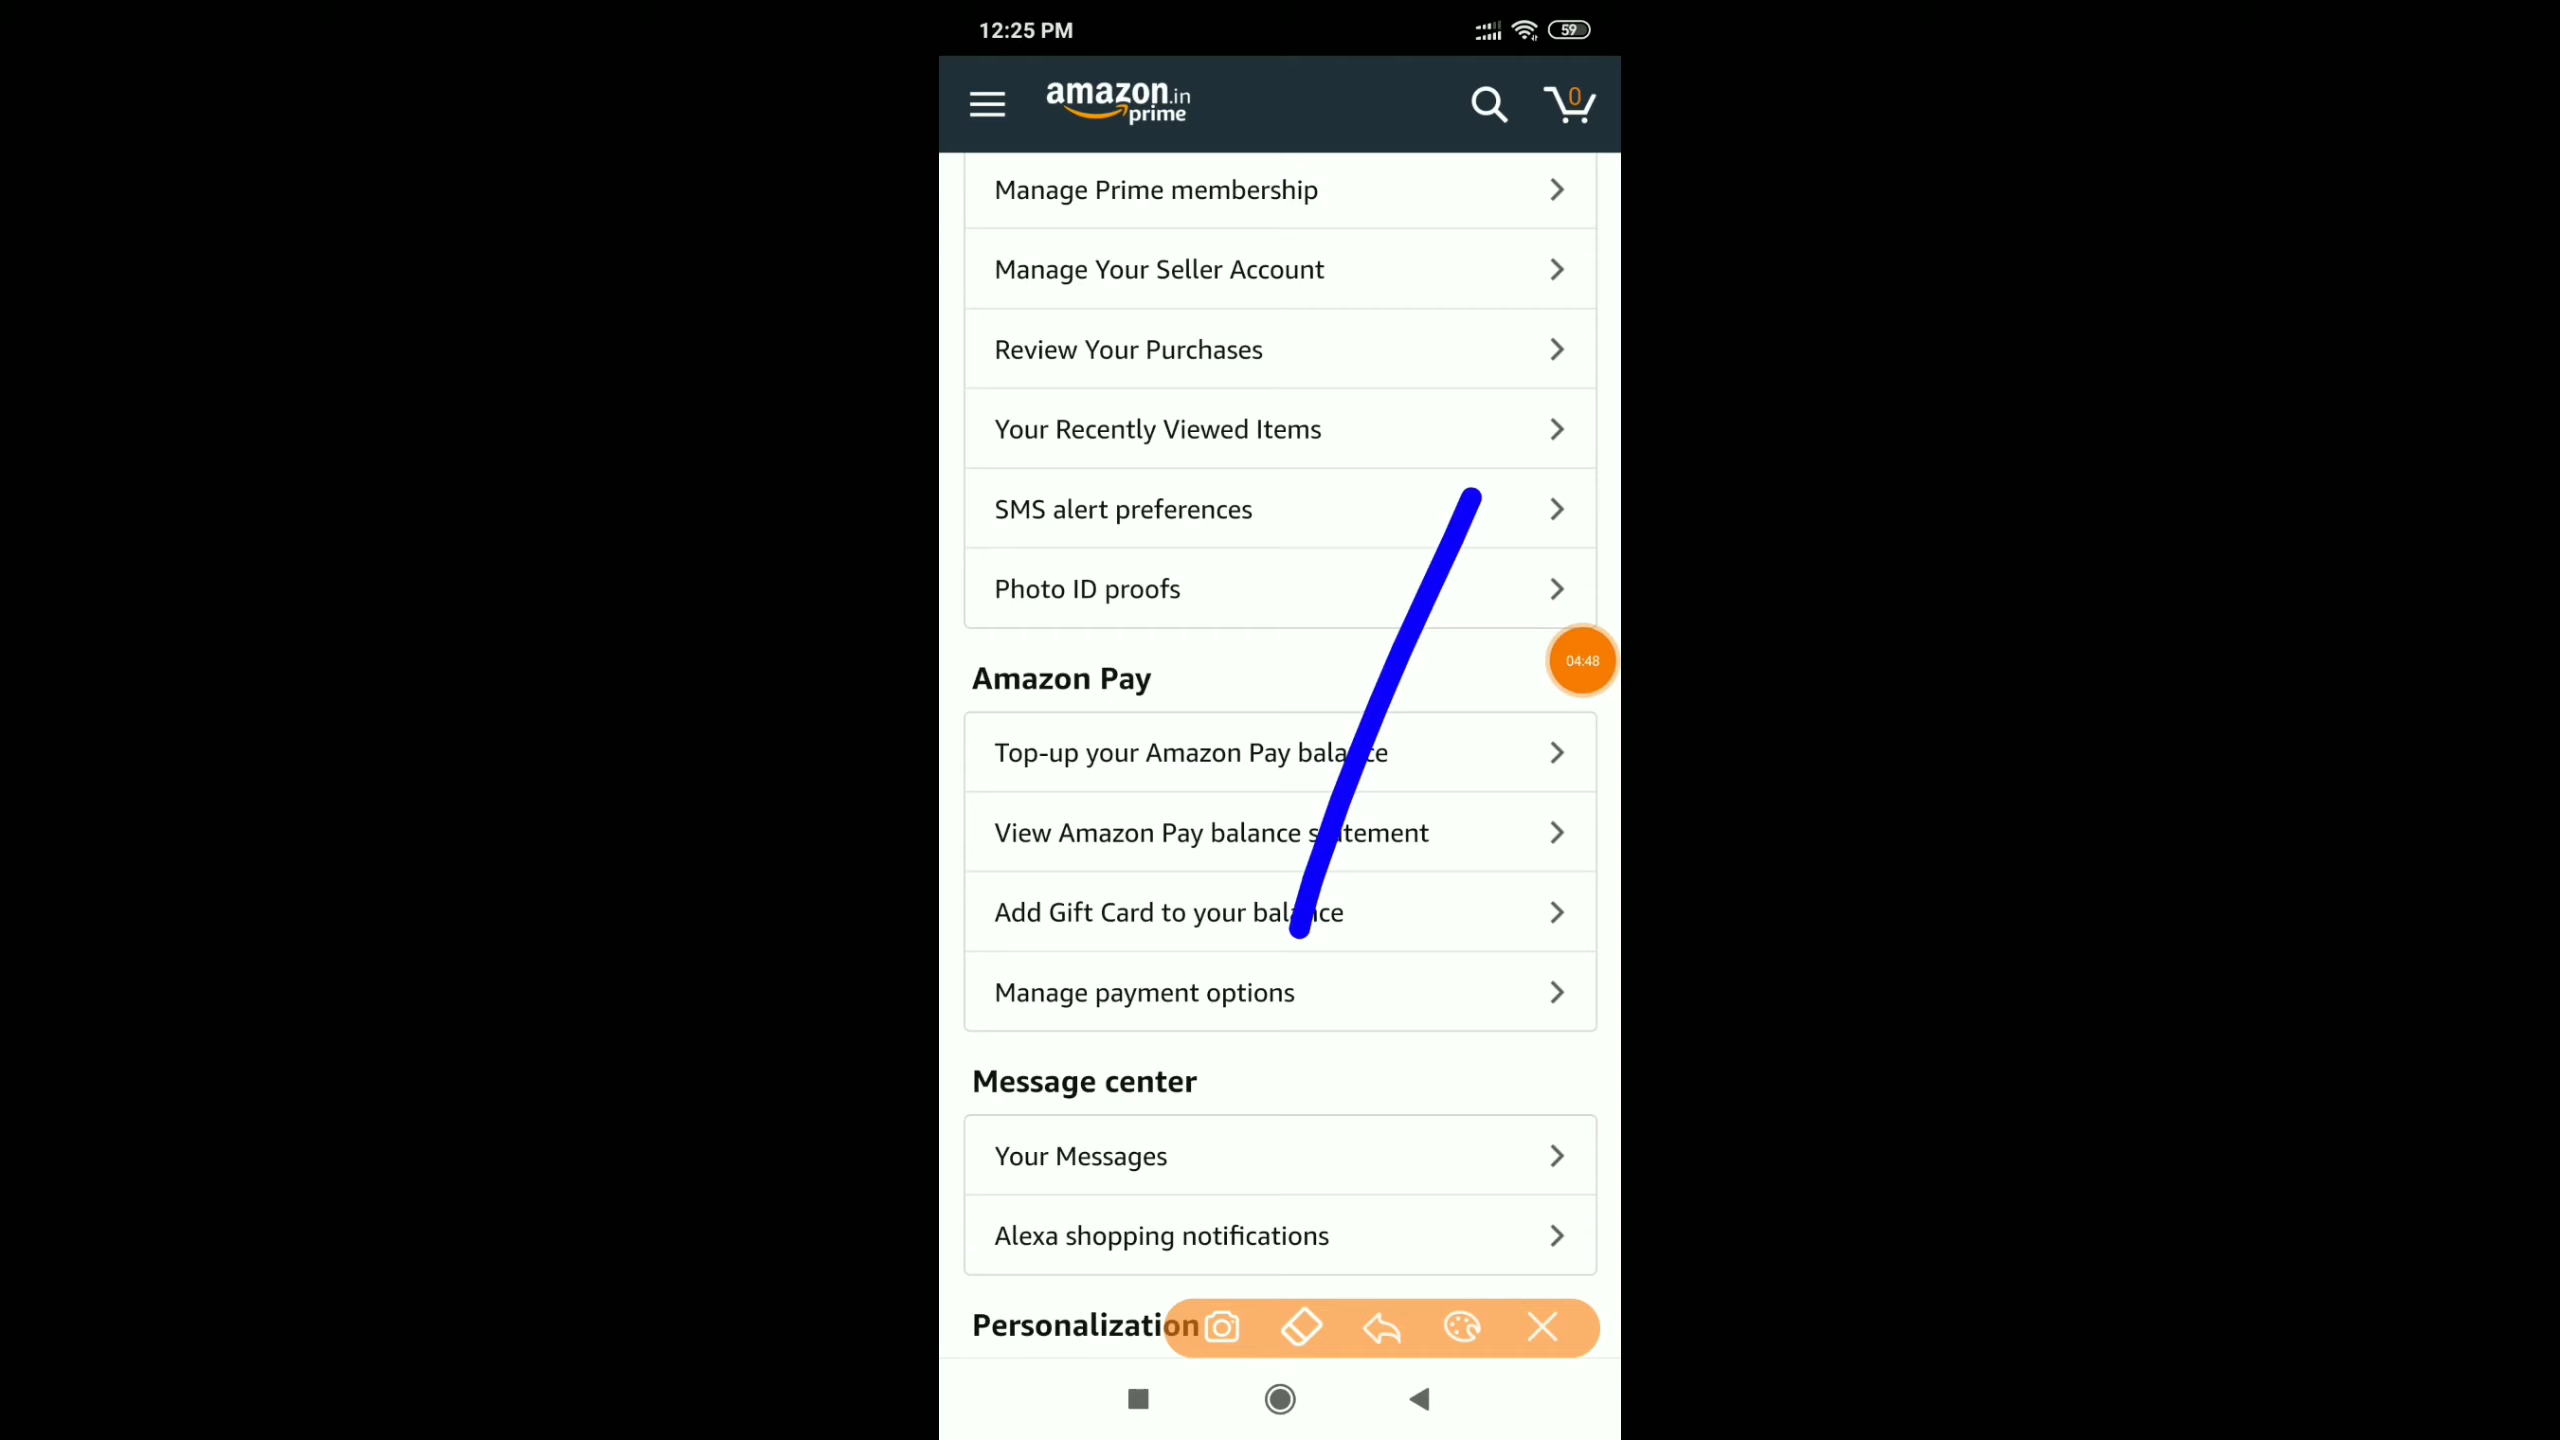 12:25 PM
59
amazon.in
prime
0
Manage Prime membership
Manage Your Seller Account
Review Your Purchases
Your Recently Viewed Items
SMS alert preferences
Photo ID proofs
04:48
Amazon Pay
Top-up your Amazon Pay balance
View Amazon Pay balance statement
Add Gift Card to your balance
Manage payment options
Message center
Your Messages
Alexa shopping notifications
Personalization